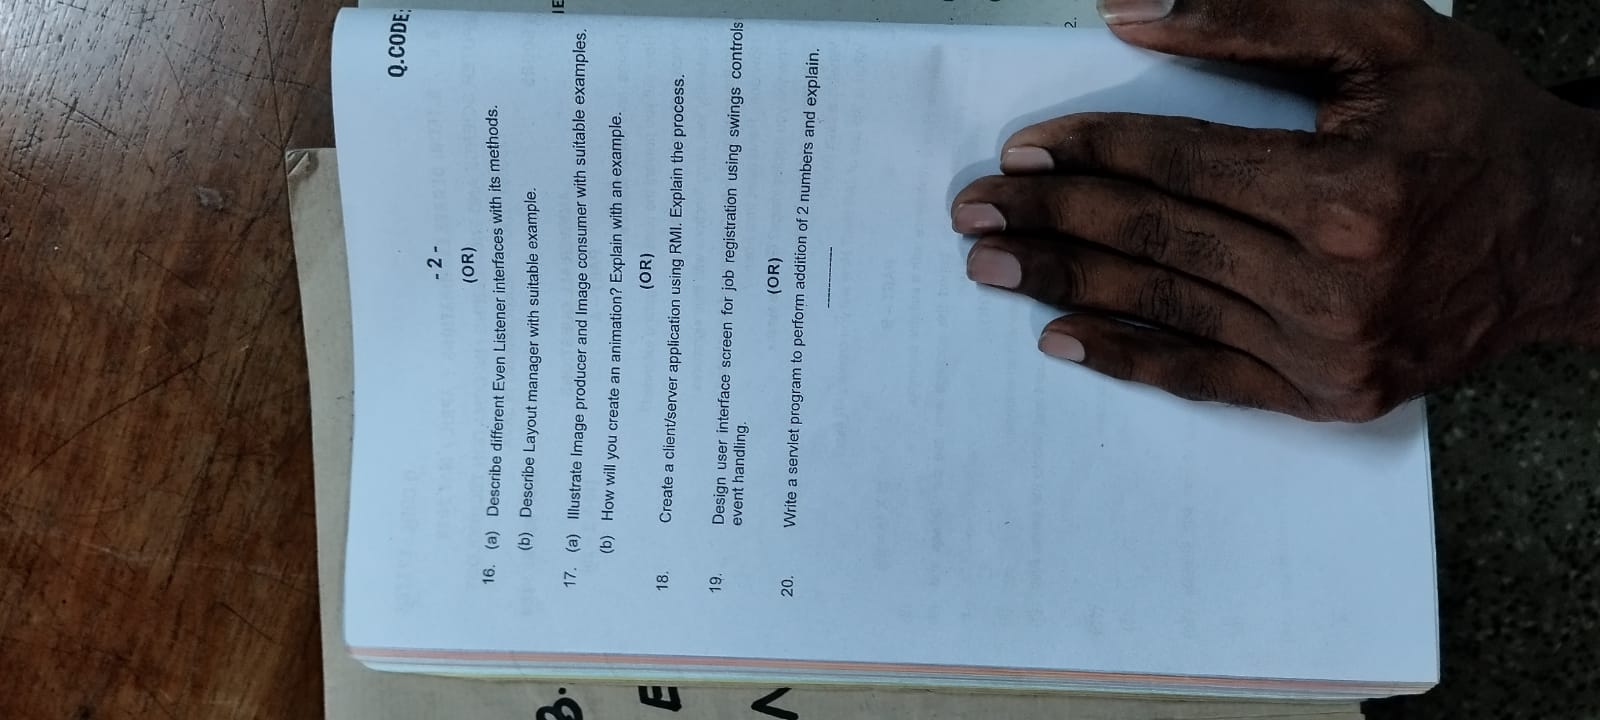 Q.CODE:
- 2 -
(OR)
16. (a) Describe different Even Listener interfaces with its methods.
(b) Describe Layout manager with suitable example.
17. (a) Illustrate Image producer and Image consumer with suitable examples.
(b) How will you create an animation? Explain with an example.
(OR)
18. Create a client/server application using RMI. Explain the process.
19. Design user interface screen for job registration using swings controls
event handling.
(OR)
20. Write a servlet program to perform addition of 2 numbers and explain.
------------
B.
E
IE
2.